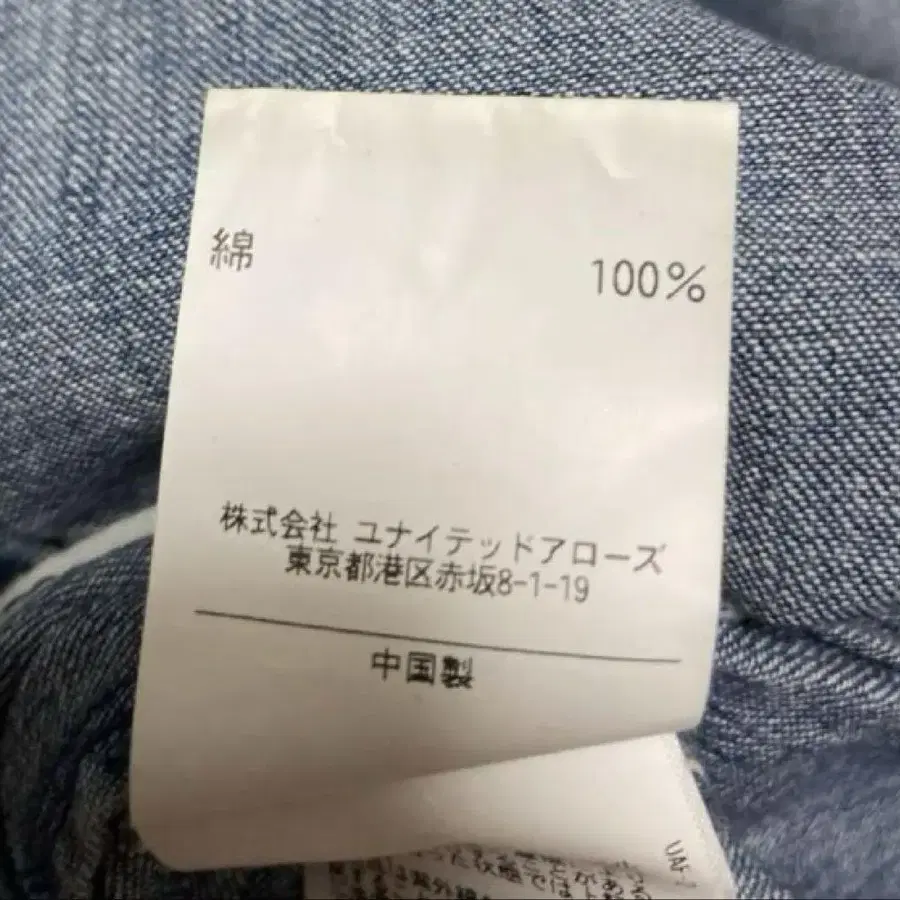 綿 100%
株式会社 ユナイテッドアローズ
東京都港区赤坂8-1-19
中国製
UAF-